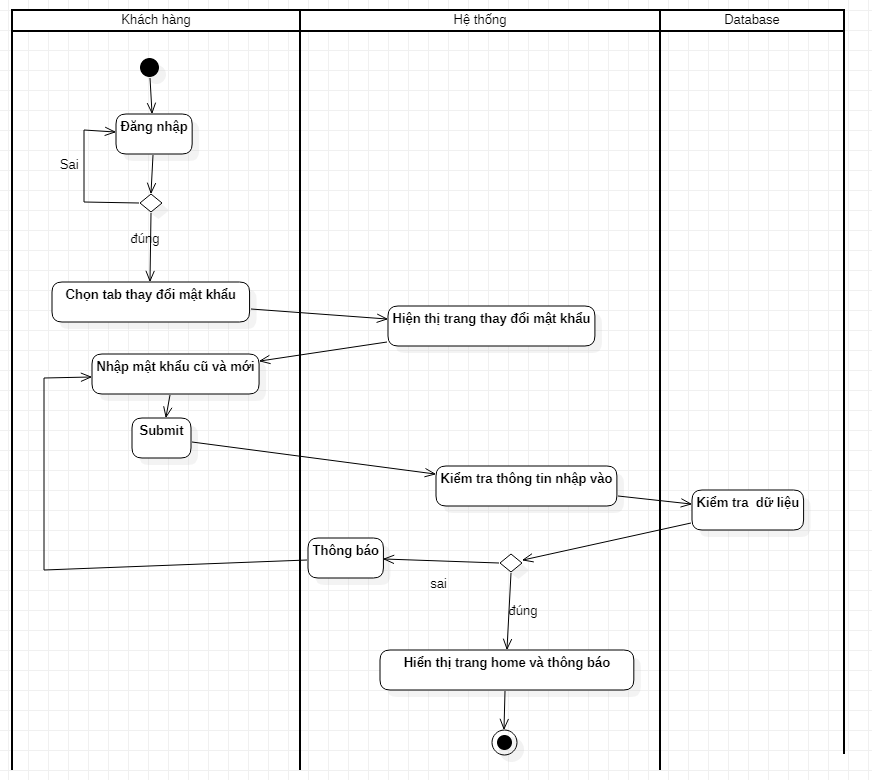 Khách hàng
Hệ thống
Database
Đăng nhập
Sai
đúng
Chọn tab thay đổi mật khẩu
Hiện thị trang thay đổi mật khẩu
Nhập mật khẩu cũ và mới
Submit
Kiểm tra thông tin nhập vào
Kiểm tra  dữ liệu
Thông báo
sai
đúng
Hiển thị trang home và thông báo